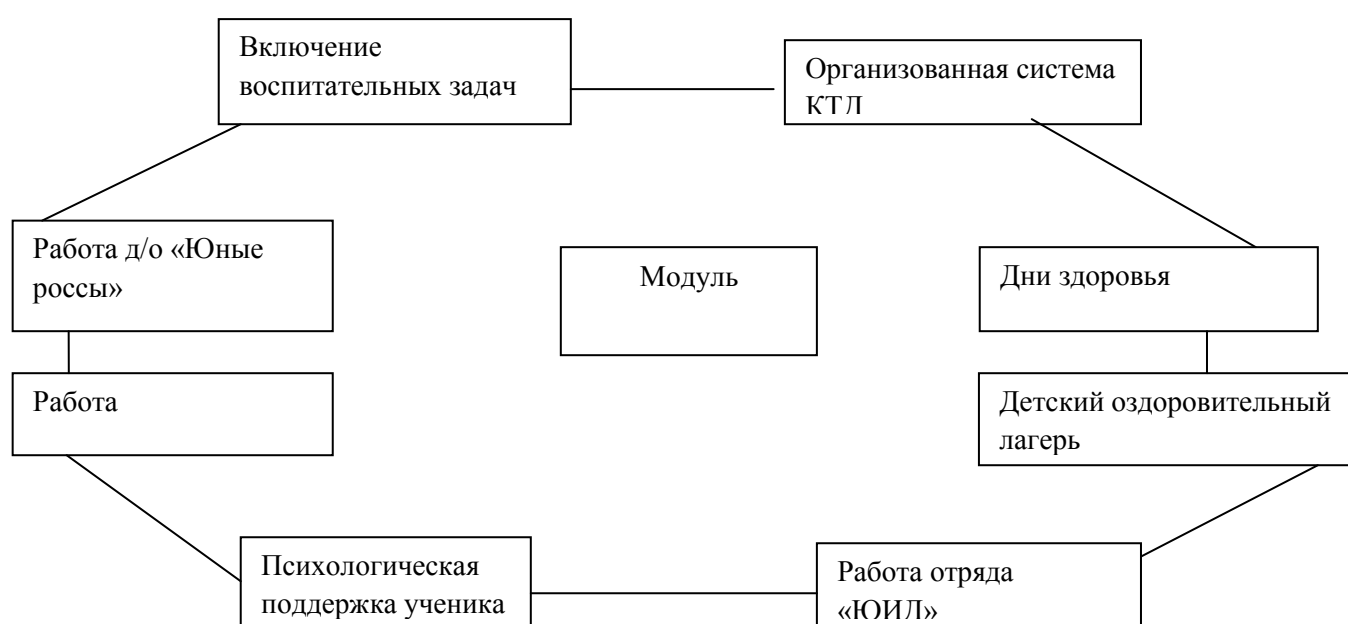 Включение
воспитательных задач
Организованная система
КТД
Работа д/о «Юные
россы»
Модуль
Дни здоровья
Работа
Детский оздоровительный
лагерь
Психологическая
поддержка ученика
Работа отряда
«ЮИД»